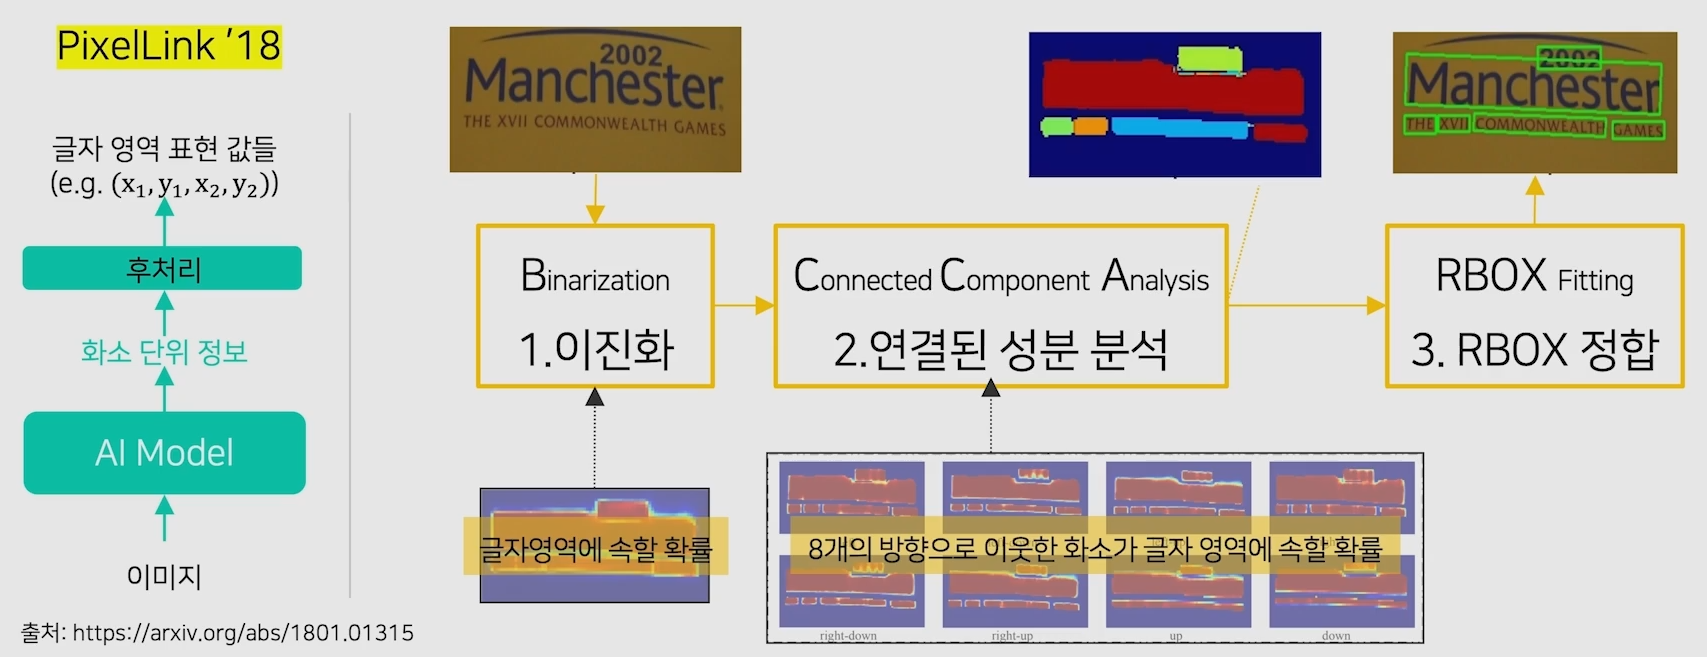 PixelLink ’18
글자 영역 표현 값들
(e.g. (x₁, y₁, x₂, y₂))
후처리
화소 단위 정보
AI Model
이미지
출처: https://arxiv.org/abs/1801.01315
2002
Manchester
THE XVII COMMONWEALTH GAMES
2002
Manchester
THE XVII COMMONWEALTH GAMES
Binarization
1.이진화
Connected Component Analysis
2.연결된 성분 분석
RBOX Fitting
3. RBOX 정합
글자영역에 속할 확률
8개의 방향으로 이웃한 화소가 글자 영역에 속할 확률
right-down
right-up
up
down